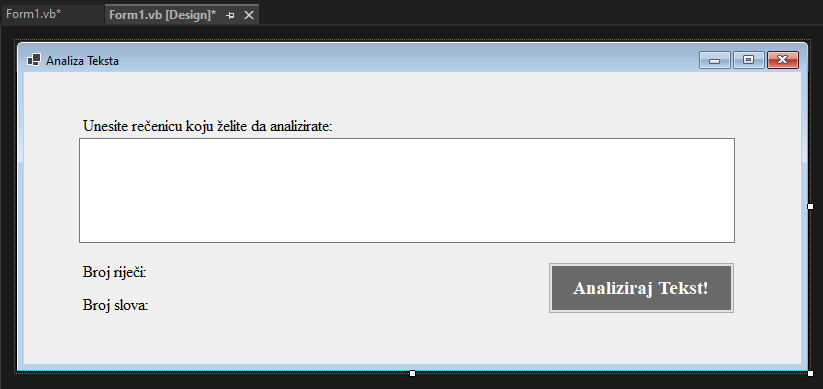 Form1.vb*
Form1.vb [Design]*
Analiza Teksta
Unesite rečenicu koju želite da analizirate:
Broj riječi:
Analiziraj Tekst!
Broj slova: